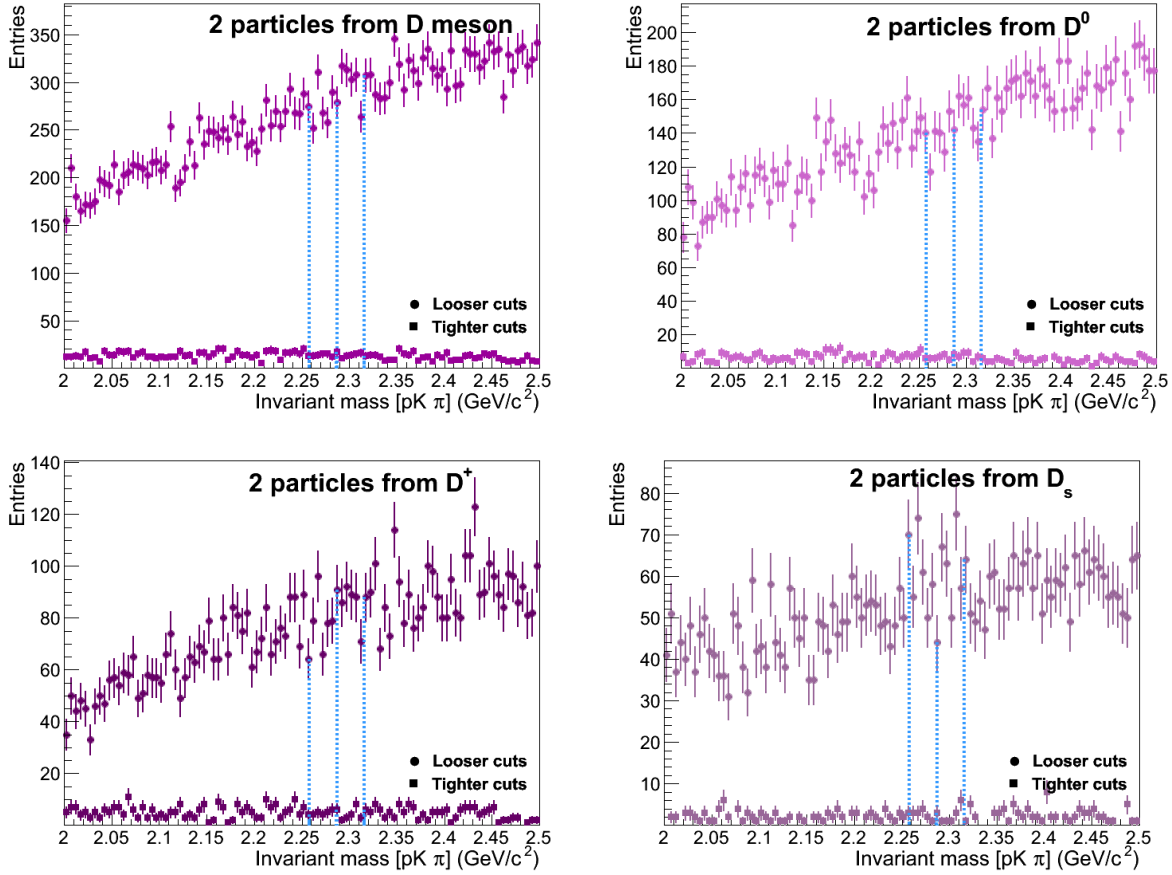 2 particles from D meson
Entries
350
300
250
200
150
100
50
Looser cuts
Tighter cuts
2 2.05 2.1 2.15 2.2 2.25 2.3 2.35 2.4 2.45 2.5
Invariant mass [pK π] (GeV/c²)
2 particles from D⁰
Entries
200
180
160
140
120
100
80
60
40
20
Looser cuts
Tighter cuts
2 2.05 2.1 2.15 2.2 2.25 2.3 2.35 2.4 2.45 2.5
Invariant mass [pK π] (GeV/c²)
2 particles from D⁺
Entries
140
120
100
80
60
40
20
Looser cuts
Tighter cuts
2 2.05 2.1 2.15 2.2 2.25 2.3 2.35 2.4 2.45 2.5
Invariant mass [pK π] (GeV/c²)
2 particles from Dₛ
Entries
80
70
60
50
40
30
20
10
Looser cuts
Tighter cuts
2 2.05 2.1 2.15 2.2 2.25 2.3 2.35 2.4 2.45 2.5
Invariant mass [pK π] (GeV/c²)